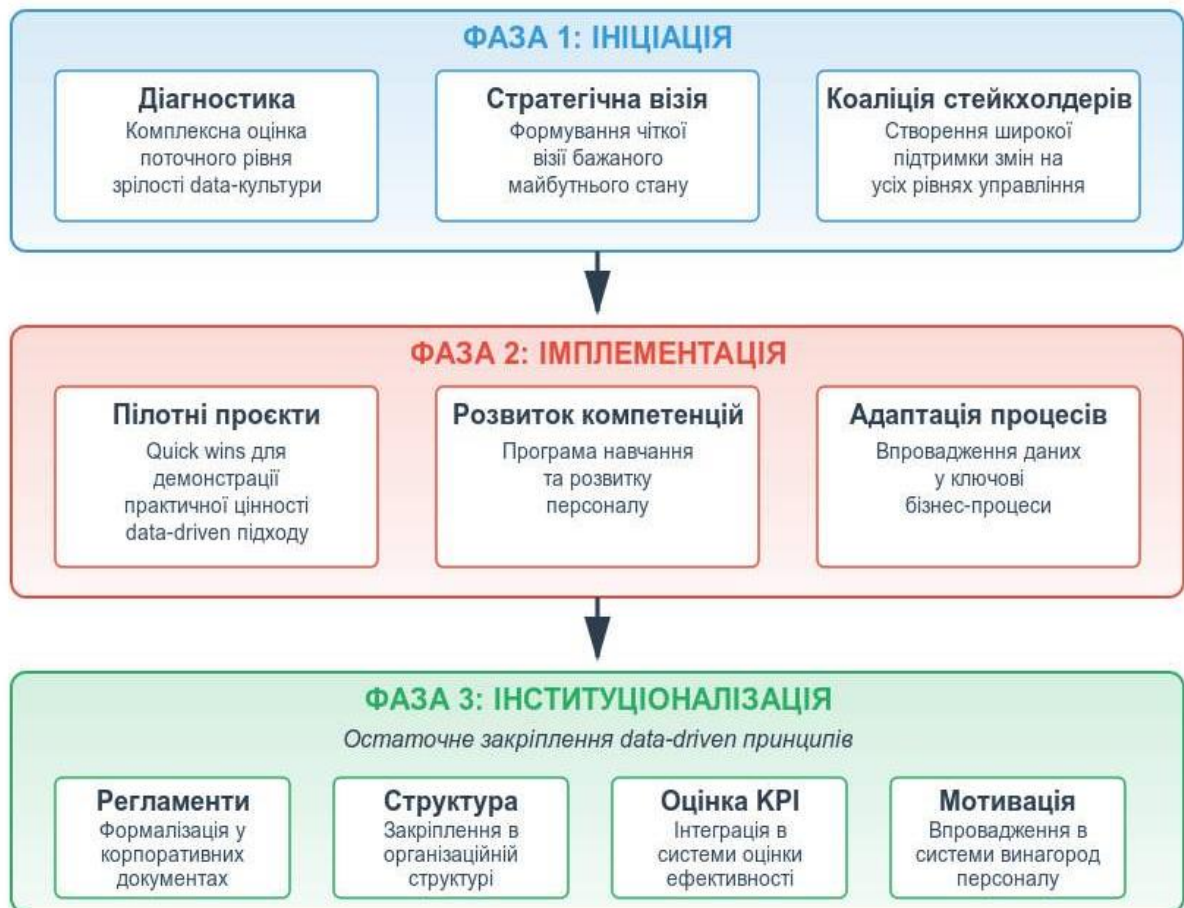 ФАЗА 1: ІНІЦІАЦІЯ
Діагностика
Комплексна оцінка
поточного рівня
зрілості data-культури
Стратегічна візія
Формування чіткої
візії бажаного
майбутнього стану
Коаліція стейкхолдерів
Створення широкої
підтримки змін на
усіх рівнях управління
ФАЗА 2: ІМПЛЕМЕНТАЦІЯ
Пілотні проєкти
Quick wins для
демонстрації
практичної цінності
data-driven підходу
Розвиток компетенцій
Програма навчання
та розвитку
персоналу
Адаптація процесів
Впровадження даних
у ключові
бізнес-процеси
ФАЗА 3: ІНСТИТУЦІОНАЛІЗАЦІЯ
Остаточне закріплення data-driven принципів
Регламенти
Формалізація у
корпоративних
документах
Структура
Закріплення в
організаційній
структурі
Оцінка KPI
Інтеграція в
системи оцінки
ефективності
Мотивація
Впровадження в
системи винагород
персоналу